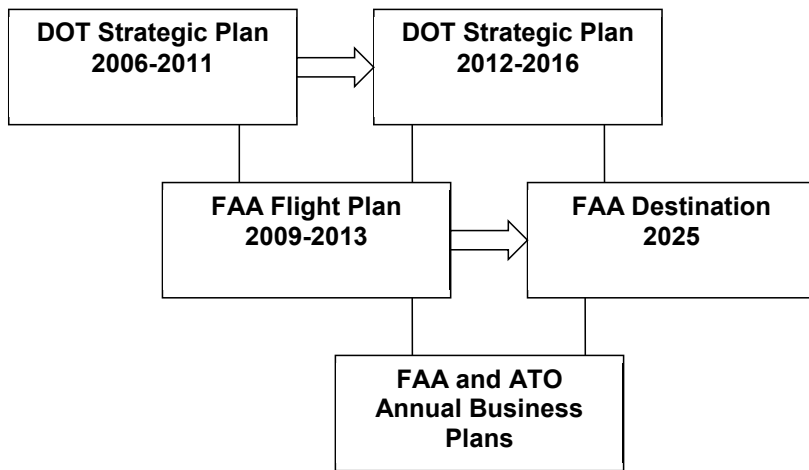 DOT Strategic Plan
2006-2011
DOT Strategic Plan
2012-2016
FAA Flight Plan
2009-2013
FAA Destination
2025
FAA and ATO
Annual Business
Plans